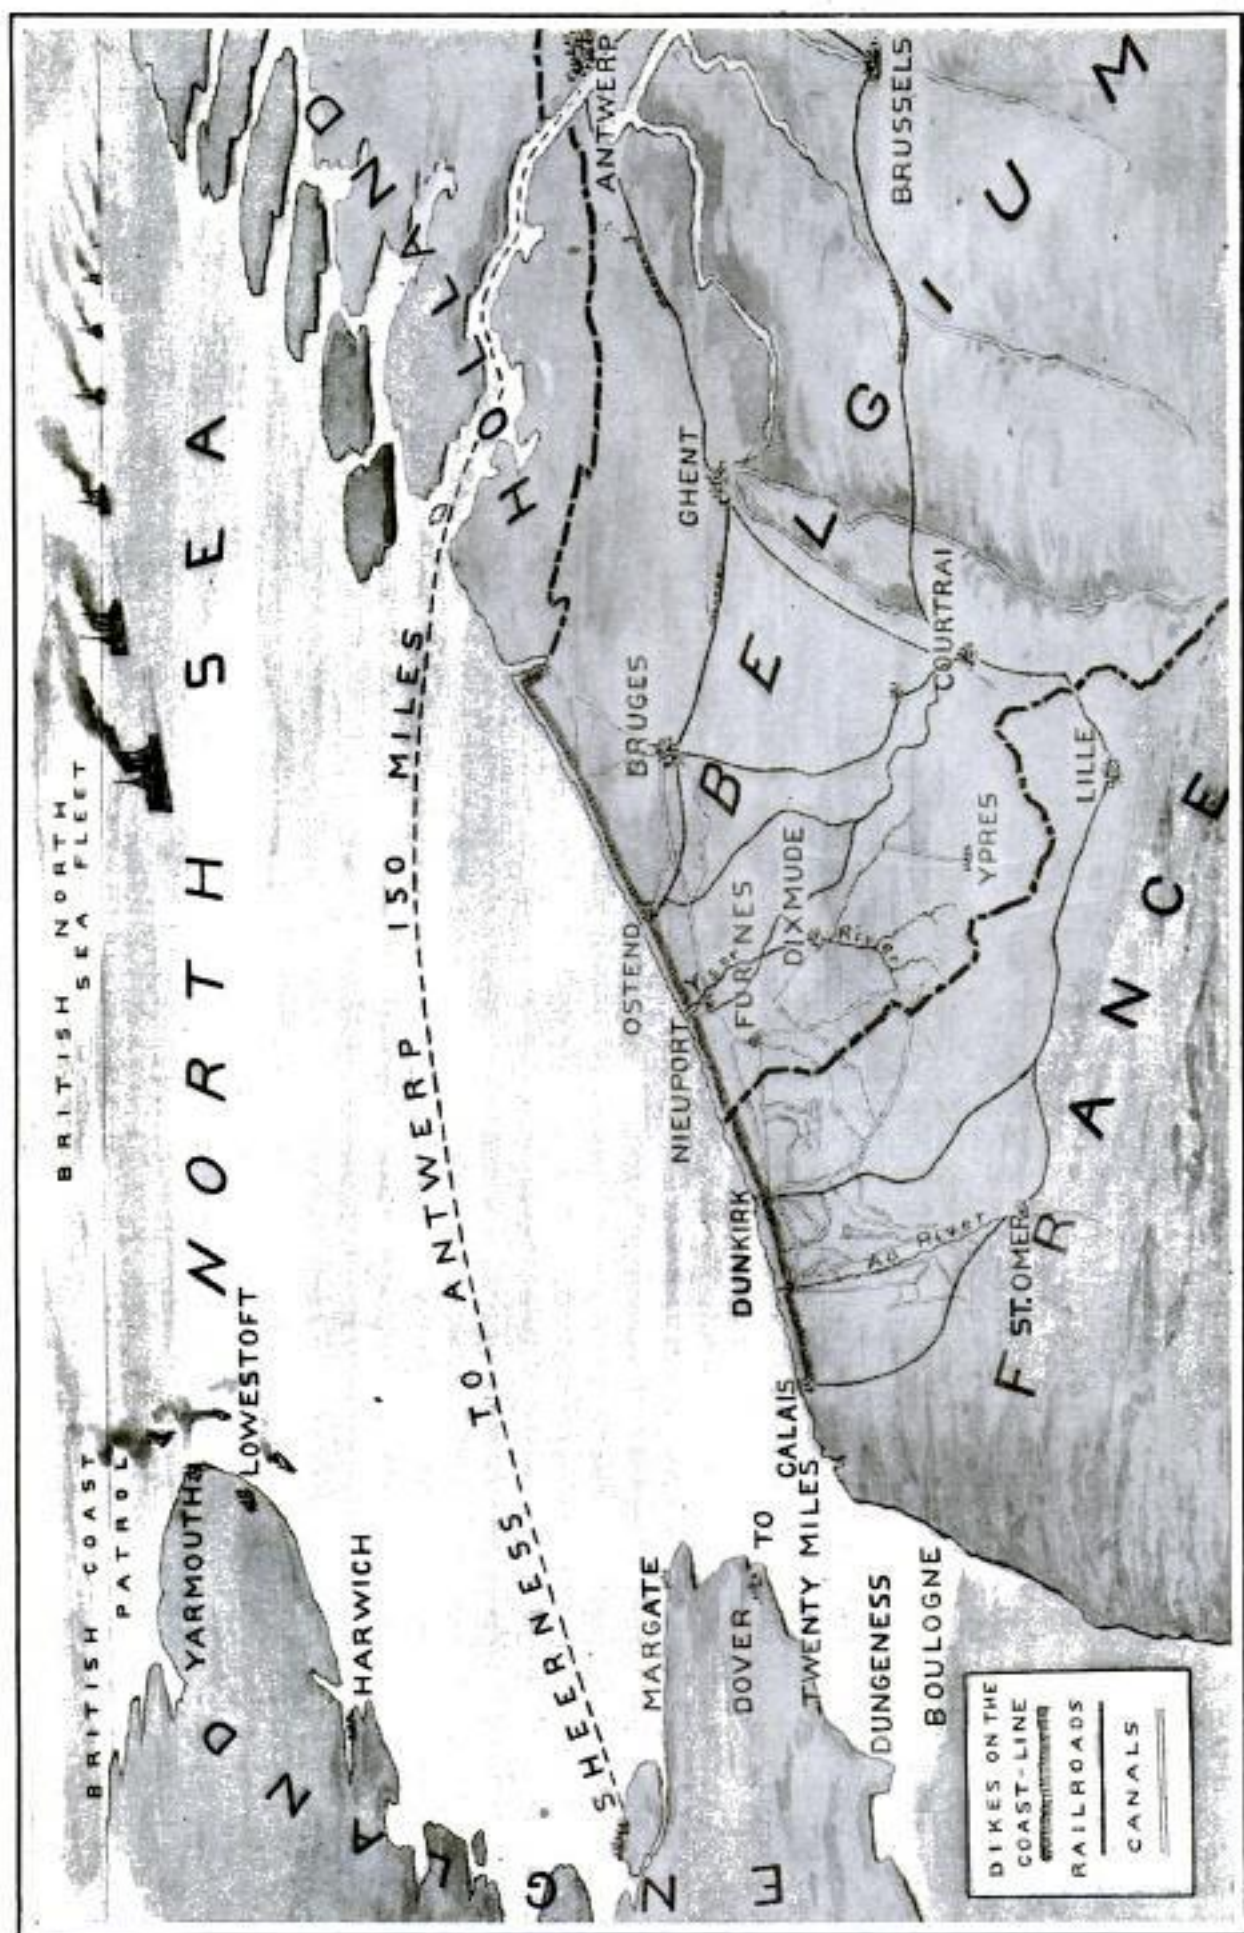 BRITISH COAST
PATROL
BRITISH NORTH
SEA FLEET
NORTH SEA
YARMOUTH
LOWESTOFT
HARWICH
ENGLAND
SHEERNESS TO ANTWERP 150 MILES
HOLLAND
MARGATE
DOVER TO CALAIS
TWENTY MILES
DUNGENESS
BOULOGNE
DUNKIRK
NIEUPORT
OSTEND
BRUGES
GHENT
ANTWERP
FURNES
Yser River
DIXMUDE
YPRES
COURTRAI
BRUSSELS
BELGIUM
Aa River
ST. OMER
LILLE
FRANCE
DIKES ON THE
COAST-LINE
RAILROADS
CANALS